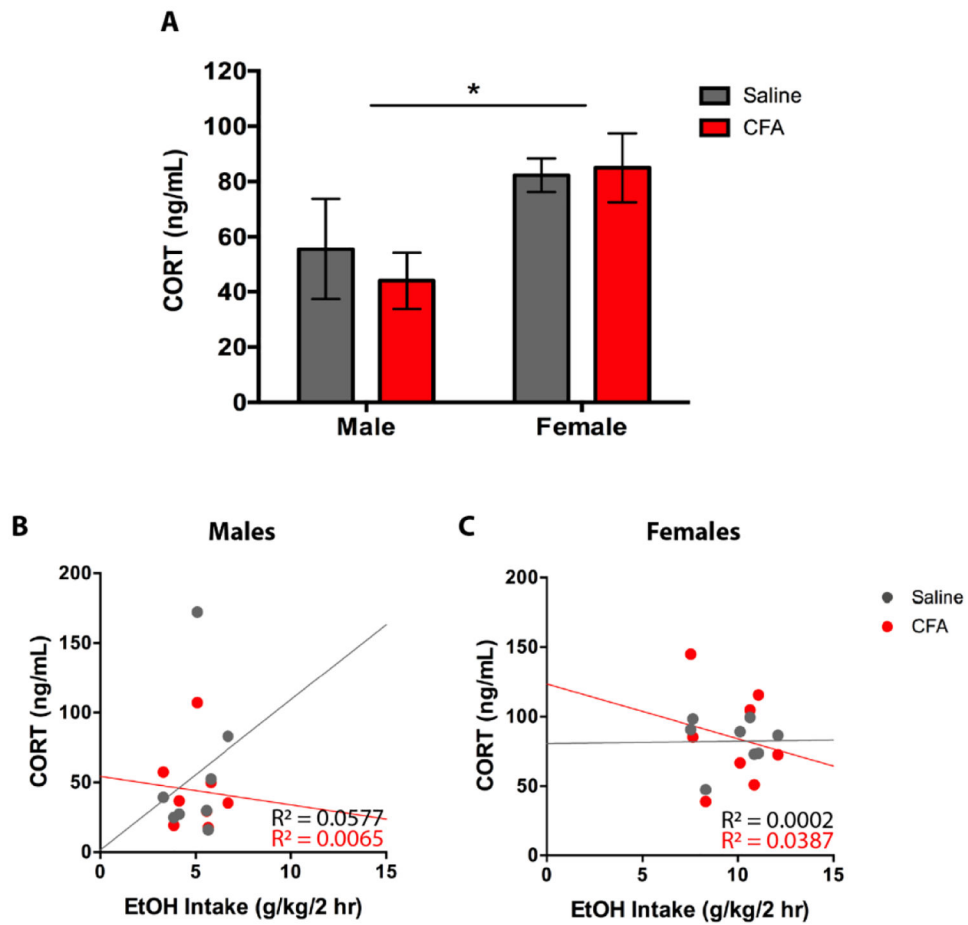 A
120
100
80
60
40
20
0
CORT (ng/mL)
*
Saline
CFA
Male
Female
B
Males
200
150
100
50
0
CORT (ng/mL)
R² = 0.0577
R² = 0.0065
0 5 10 15
EtOH Intake (g/kg/2 hr)
C
Females
200
150
100
50
0
CORT (ng/mL)
Saline
CFA
R² = 0.0002
R² = 0.0387
0 5 10 15
EtOH Intake (g/kg/2 hr)